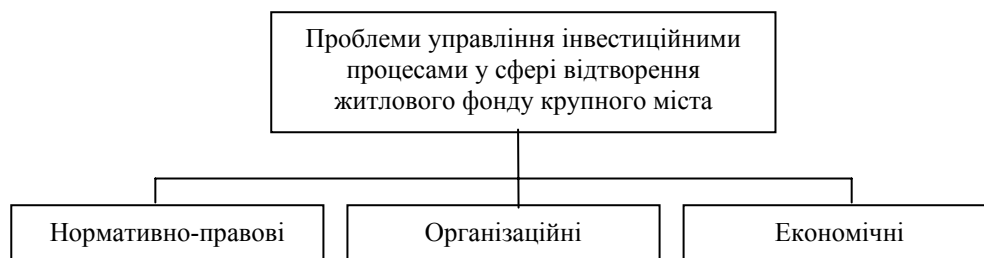 Проблеми управління інвестиційними
процесами у сфері відтворення
житлового фонду крупного міста
Нормативно-правові
Організаційні
Економічні